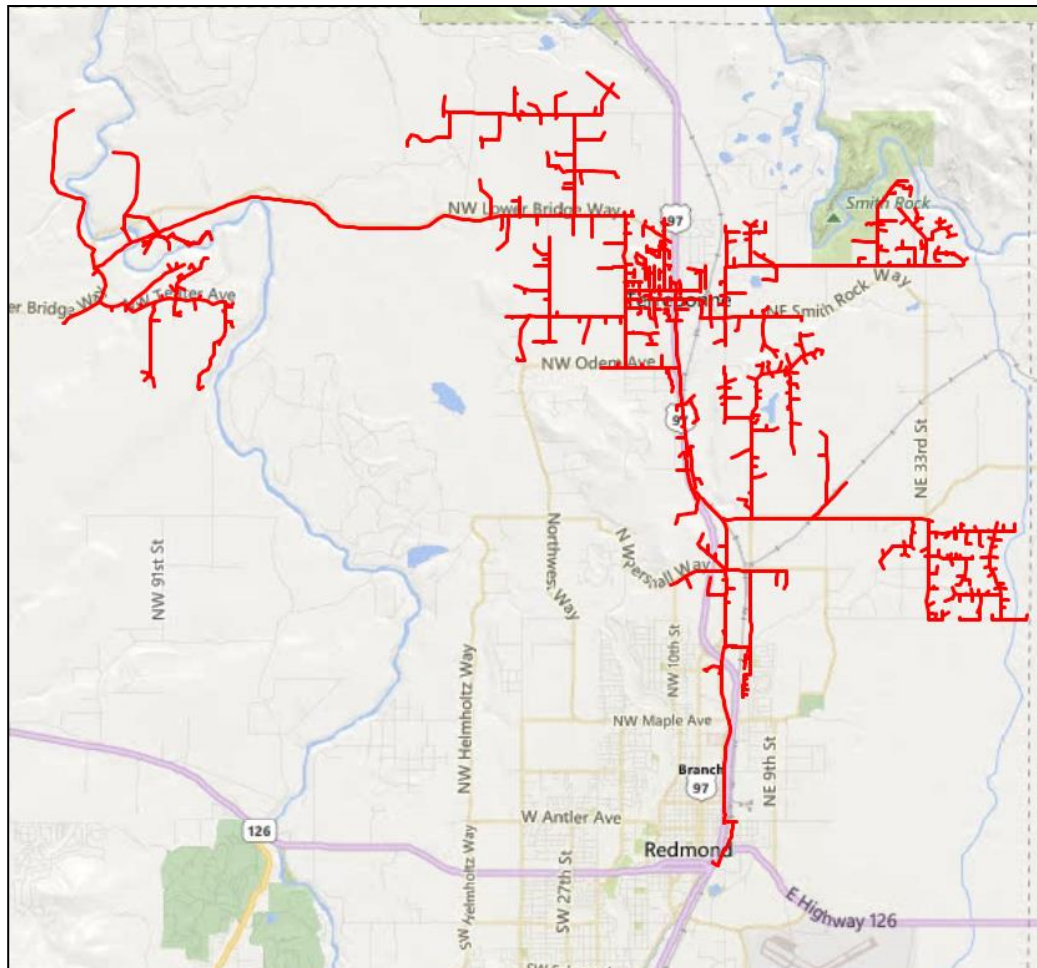 NW Lower Bridge Way
97
Smith Rock
Way
NE Smith Rock
er Bridge Way
NW Teater Ave
NW Odem Ave
97
NE 33rd St
Northwest Way
N W Pershall Way
NW 91st St
NW 10th St
NW Helmholtz Way
NW Maple Ave
NE 9th St
Branch
97
W Antler Ave
126
Redmond
SW Helmholtz Way
SW 27th St
E Highway 126